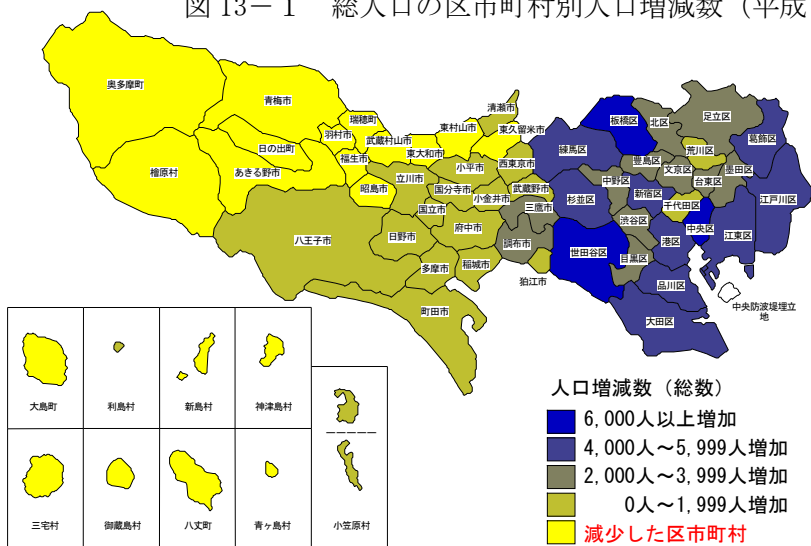 図 13－１ 総人口の区市町村別人口増減数（平成
奥多摩町
青梅市
瑞穂町
羽村市
武蔵村山市
東村山市
清瀬市
東久留米市
東大和市
日の出町
福生市
あきる野市
檜原村
昭島市
立川市
小平市
西東京市
国分寺市
小金井市
武蔵野市
国立市
府中市
三鷹市
八王子市
日野市
調布市
多摩市
稲城市
狛江市
町田市
板橋区
北区
足立区
練馬区
荒川区
葛飾区
豊島区
文京区
台東区
墨田区
中野区
新宿区
千代田区
江戸川区
杉並区
渋谷区
中央区
江東区
港区
世田谷区
目黒区
品川区
大田区
中央防波堤埋立
地
大島町
利島村
新島村
神津島村
三宅村
御蔵島村
八丈町
青ヶ島村
小笠原村
人口増減数（総数）
6,000人以上増加
4,000人～5,999人増加
2,000人～3,999人増加
0人～1,999人増加
減少した区市町村